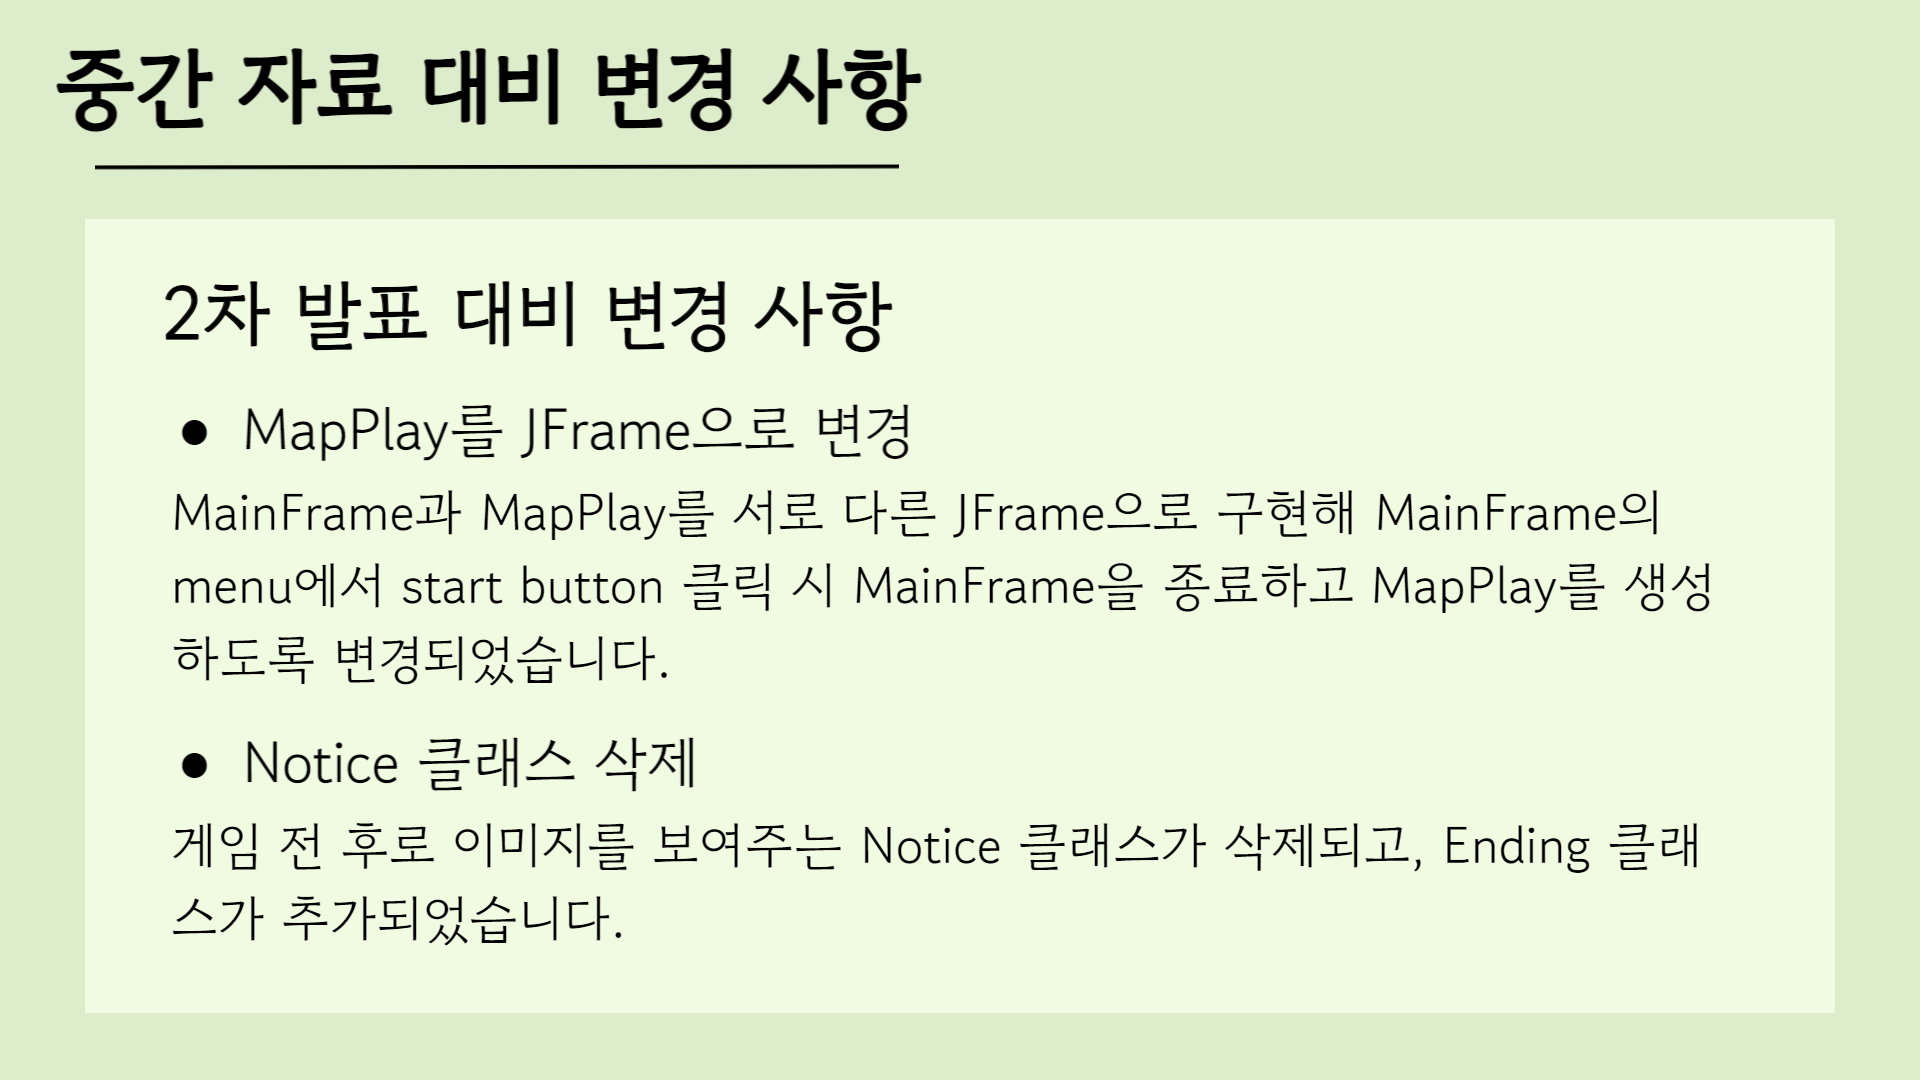 중간 자료 대비 변경 사항
2차 발표 대비 변경 사항
● MapPlay를 JFrame으로 변경
MainFrame과 MapPlay를 서로 다른 JFrame으로 구현해 MainFrame의
menu에서 start button 클릭 시 MainFrame을 종료하고 MapPlay를 생성
하도록 변경되었습니다.
● Notice 클래스 삭제
게임 전 후로 이미지를 보여주는 Notice 클래스가 삭제되고, Ending 클래
스가 추가되었습니다.